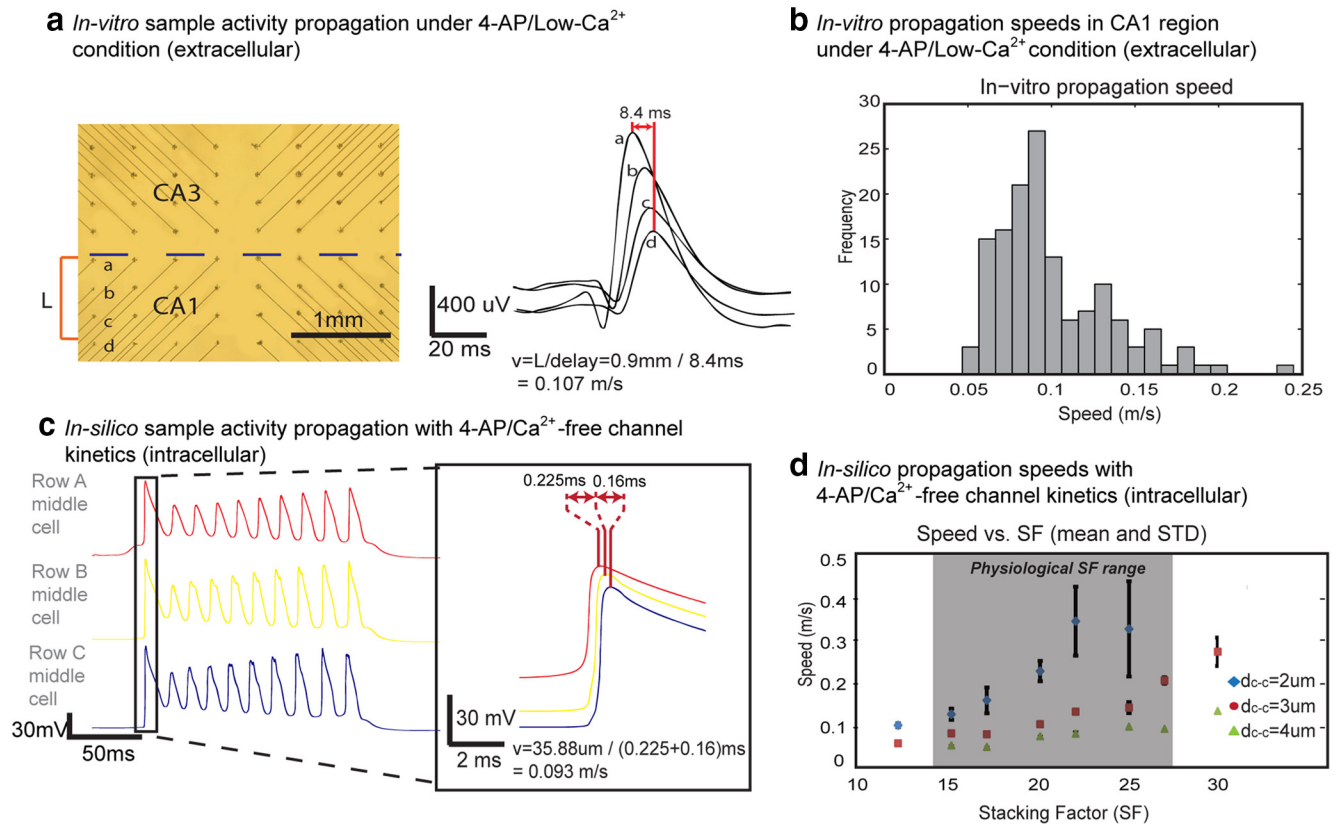 a In-vitro sample activity propagation under 4-AP/Low-Ca2+
condition (extracellular)
CA3
L
a
b
c
d
CA1
1mm
8.4 ms
a
b
c
d
400 uV
20 ms
v=L/delay=0.9mm / 8.4ms
= 0.107 m/s
b In-vitro propagation speeds in CA1 region
under 4-AP/Low-Ca2+ condition (extracellular)
In-vitro propagation speed
Frequency
30
25
20
15
10
5
0
0
0.05
0.1
0.15
0.2
0.25
Speed (m/s)
c In-silico sample activity propagation with 4-AP/Ca2+-free channel
kinetics (intracellular)
Row A
middle
cell
Row B
middle
cell
Row C
middle
cell
30mV
50ms
0.225ms 0.16ms
30 mV
2 ms
v=35.88um / (0.225+0.16)ms
= 0.093 m/s
d In-silico propagation speeds with
4-AP/Ca2+-free channel kinetics (intracellular)
Speed vs. SF (mean and STD)
Physiological SF range
Speed (m/s)
0.5
0.4
0.3
0.2
0.1
0
dc-c=2um
dc-c=3um
dc-c=4um
10
15
20
25
30
Stacking Factor (SF)